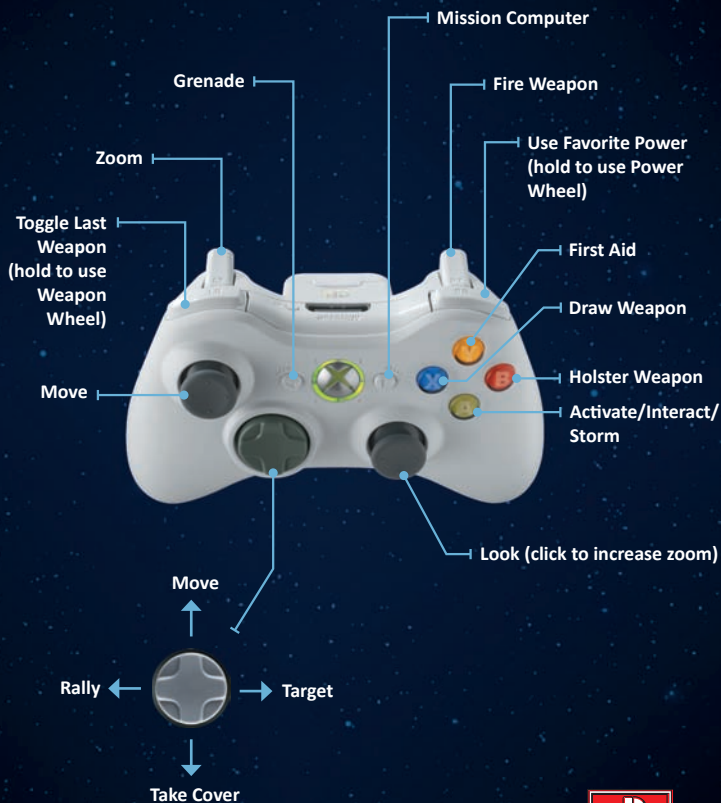 Mission Computer
Grenade
Fire Weapon
Zoom
Use Favorite Power
(hold to use Power
Wheel)
Toggle Last
Weapon
(hold to use
Weapon
Wheel)
First Aid
Draw Weapon
Move
Holster Weapon
Activate/Interact/
Storm
Y
X
B
A
Look (click to increase zoom)
Move
Rally
Target
Take Cover